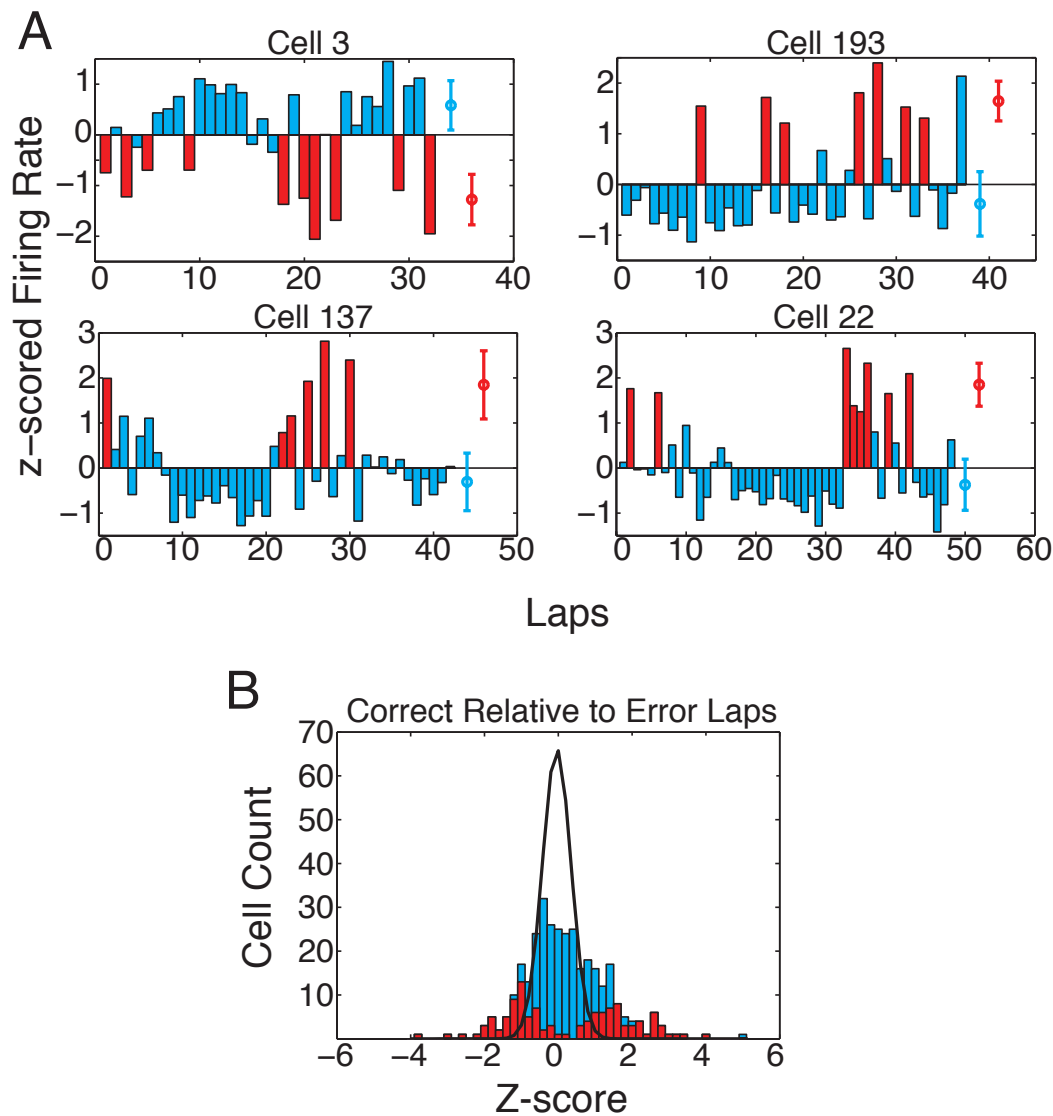 A
Cell 3
Cell 193
z-scored Firing Rate
1
0
−1
−2
0 10 20 30 40
2
1
0
−1
0 10 20 30 40
Cell 137
Cell 22
3
2
1
0
−1
0 10 20 30 40 50
3
2
1
0
−1
0 10 20 30 40 50 60
Laps
B
Correct Relative to Error Laps
Cell Count
70
60
50
40
30
20
10
−6 −4 −2 0 2 4 6
Z-score